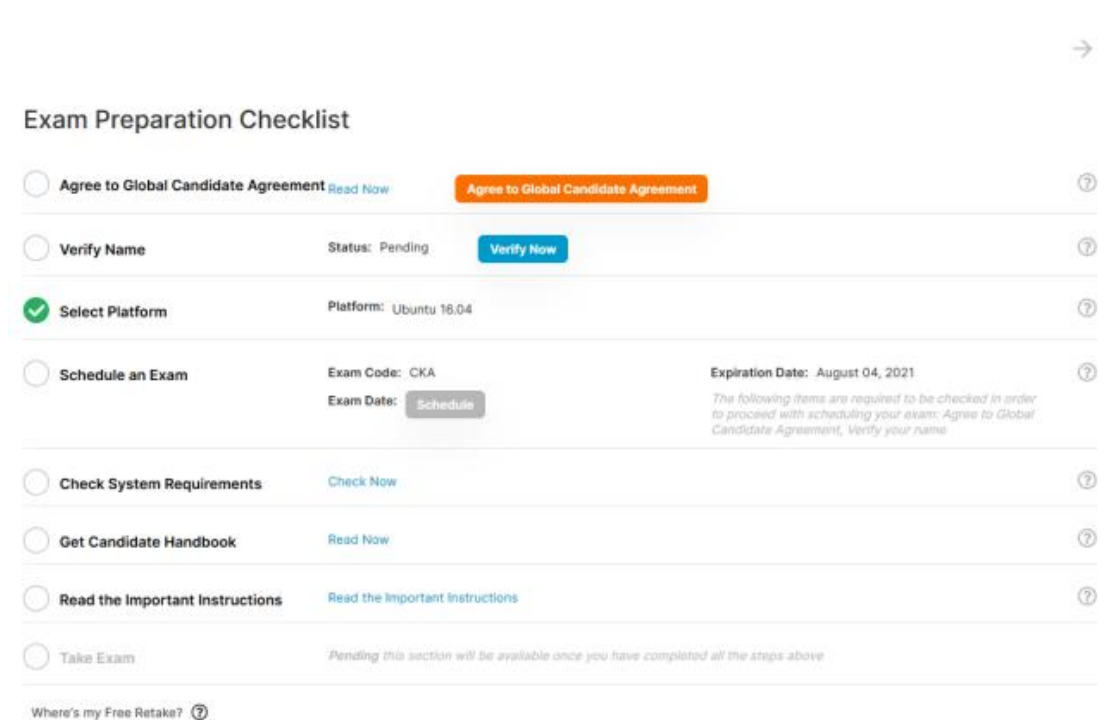 Exam Preparation Checklist
Agree to Global Candidate Agreement Read Now Agree to Global Candidate Agreement
Verify Name Status: Pending Verify Now
Select Platform Platform: Ubuntu 16.04
Schedule an Exam Exam Code: CKA Expiration Date: August 04, 2021
Exam Date: Schedule
The following items are required to be checked in order
to proceed with scheduling your exam: Agree to Global
Candidate Agreement, Verify your name
Check System Requirements Check Now
Get Candidate Handbook Read Now
Read the Important Instructions Read the Important Instructions
Take Exam Pending this section will be available once you have completed all the steps above
Where's my Free Retake?